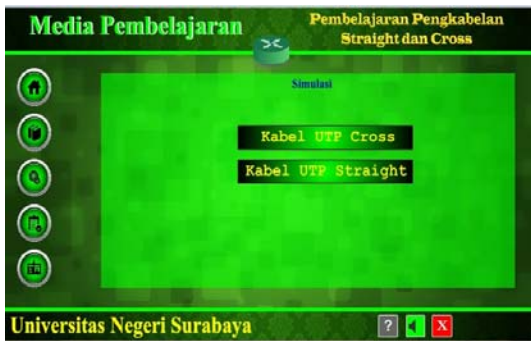 Media Pembelajaran
Pembelajaran Pengkabelan
Straight dan Cross
Simulasi
Kabel UTP Cross
Kabel UTP Straight
Universitas Negeri Surabaya
? X